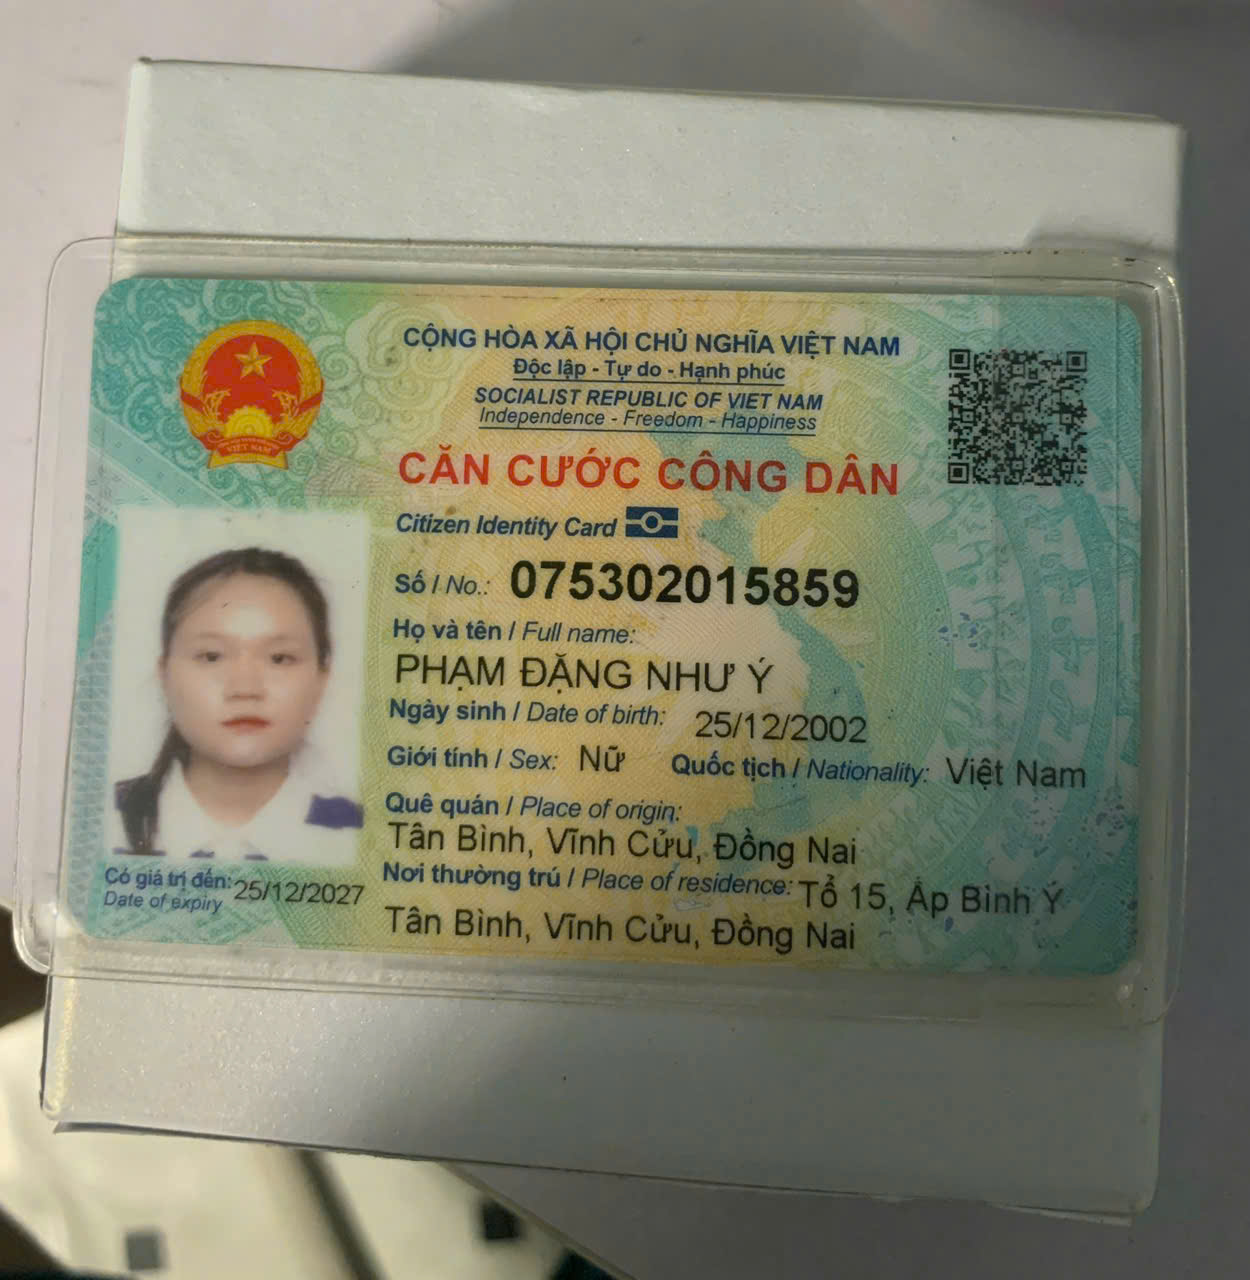 CỘNG HÒA XÃ HỘI CHỦ NGHĨA VIỆT NAM
Độc lập - Tự do - Hạnh phúc
SOCIALIST REPUBLIC OF VIET NAM
Independence - Freedom - Happiness
CĂN CƯỚC CÔNG DÂN
Citizen Identity Card
Số / No.: 075302015859
Họ và tên / Full name:
PHẠM ĐẶNG NHƯ Ý
Ngày sinh / Date of birth: 25/12/2002
Giới tính / Sex: Nữ Quốc tịch / Nationality: Việt Nam
Quê quán / Place of origin:
Tân Bình, Vĩnh Cửu, Đồng Nai
Nơi thường trú / Place of residence: Tổ 15, Ấp Bình Ý
Tân Bình, Vĩnh Cửu, Đồng Nai
Có giá trị đến: 25/12/2027
Date of expiry
VIỆT NAM